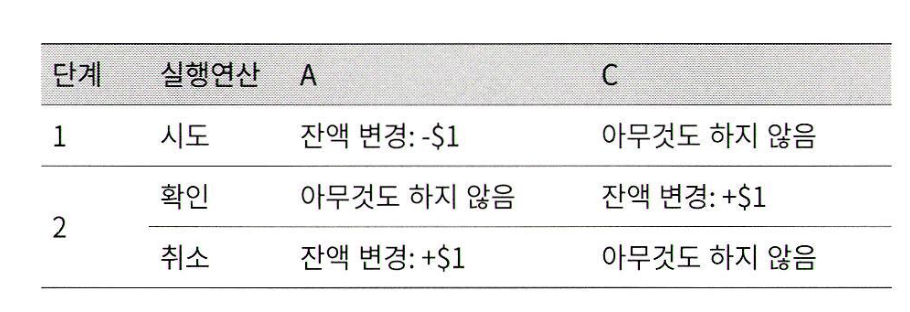 단계 실행연산 A C
1 시도 잔액 변경: -$1 아무것도 하지 않음
2 확인 아무것도 하지 않음 잔액 변경: +$1
취소 잔액 변경: +$1 아무것도 하지 않음